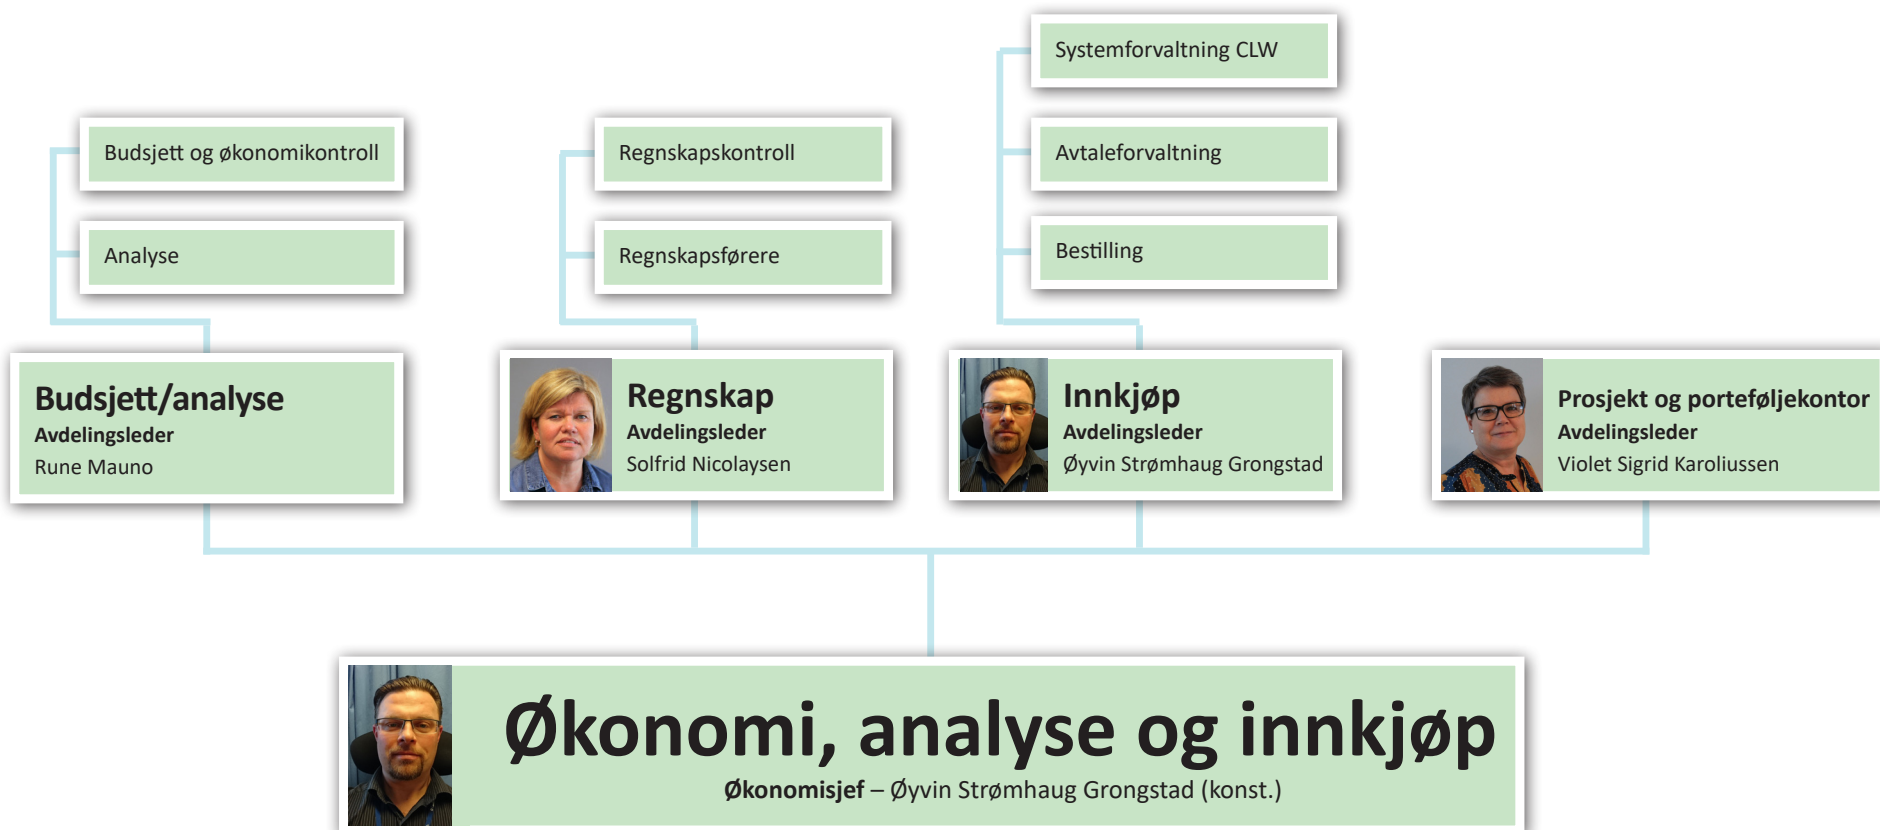 Systemforvaltning CLW
Budsjett og økonomikontroll
Regnskapskontroll
Avtaleforvaltning
Analyse
Regnskapsførere
Bestilling
Budsjett/analyse
Avdelingsleder
Rune Mauno
Regnskap
Avdelingsleder
Solfrid Nicolaysen
Innkjøp
Avdelingsleder
Øyvin Strømhaug Grongstad
Prosjekt og porteføljekontor
Avdelingsleder
Violet Sigrid Karoliussen
Økonomi, analyse og innkjøp
Økonomisjef – Øyvin Strømhaug Grongstad (konst.)